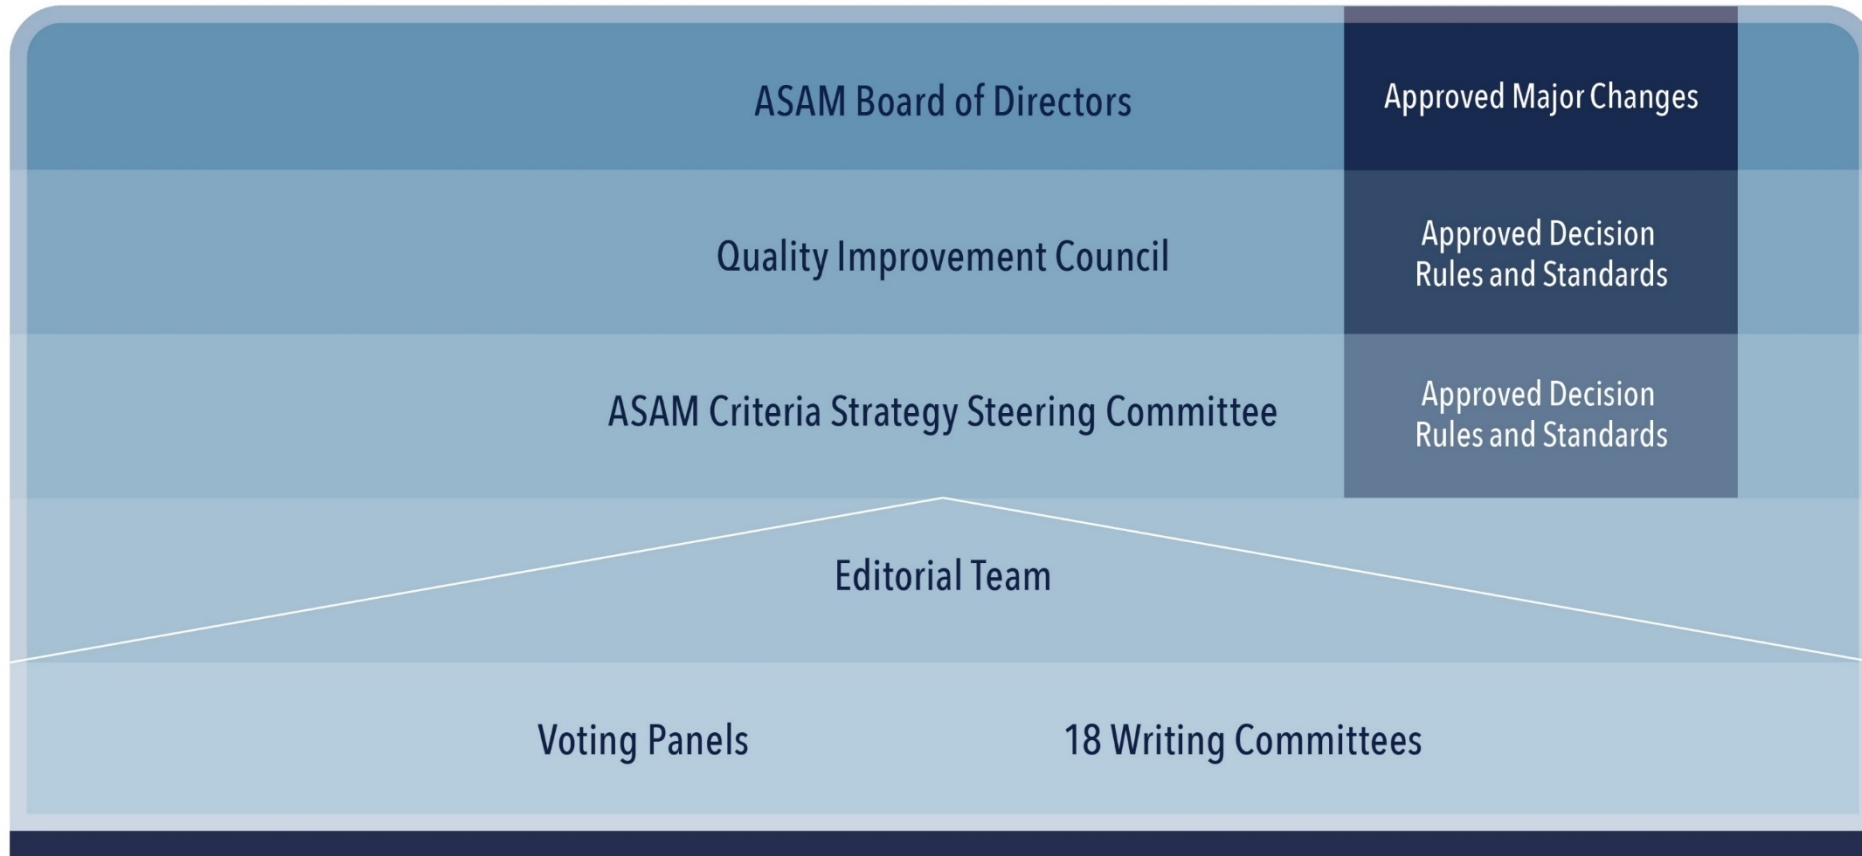 ASAM Board of Directors
Approved Major Changes
Quality Improvement Council
Approved Decision
Rules and Standards
ASAM Criteria Strategy Steering Committee
Approved Decision
Rules and Standards
Editorial Team
Voting Panels
18 Writing Committees